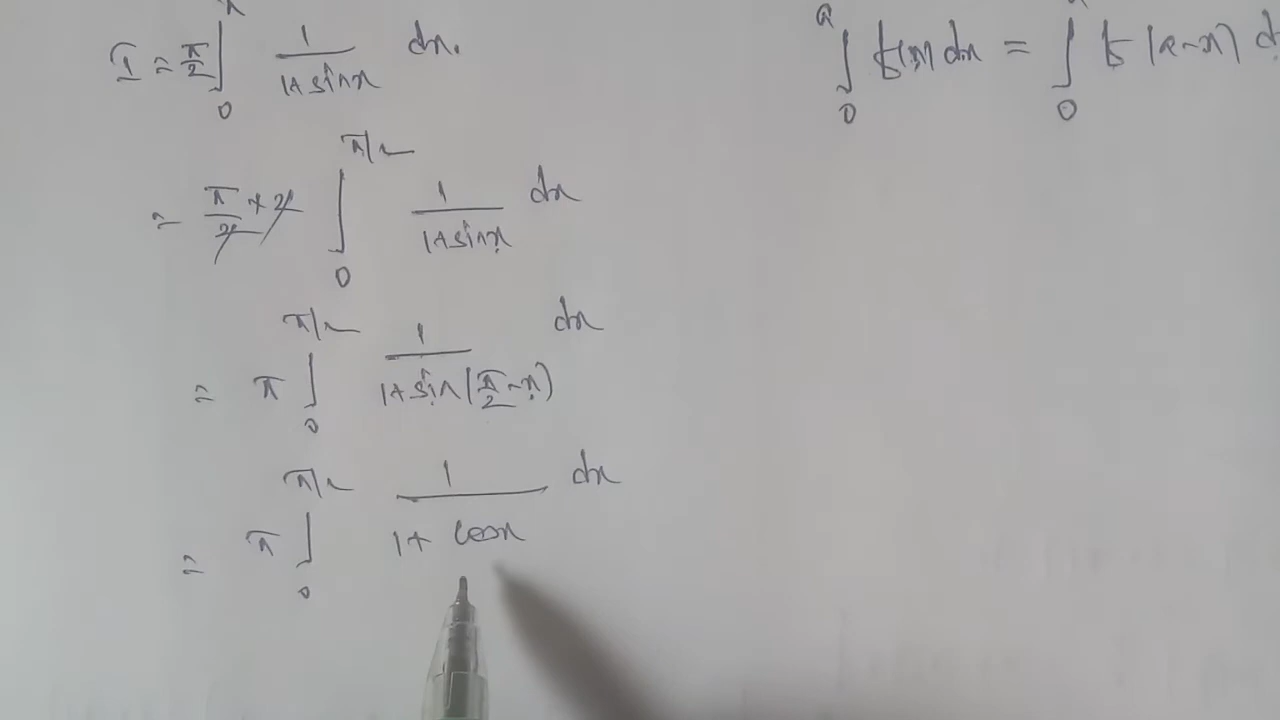 I = π/2 ∫₀^π 1/(1+sinx) dx.
∫₀^a f(x) dx = ∫₀^a f(a-x) d
= π/2 × 2 ∫₀^(π/2) 1/(1+sinx) dx
= π ∫₀^(π/2) 1/(1+sin(π/2-x)) dx
= π ∫₀^(π/2) 1/(1+cosx) dx